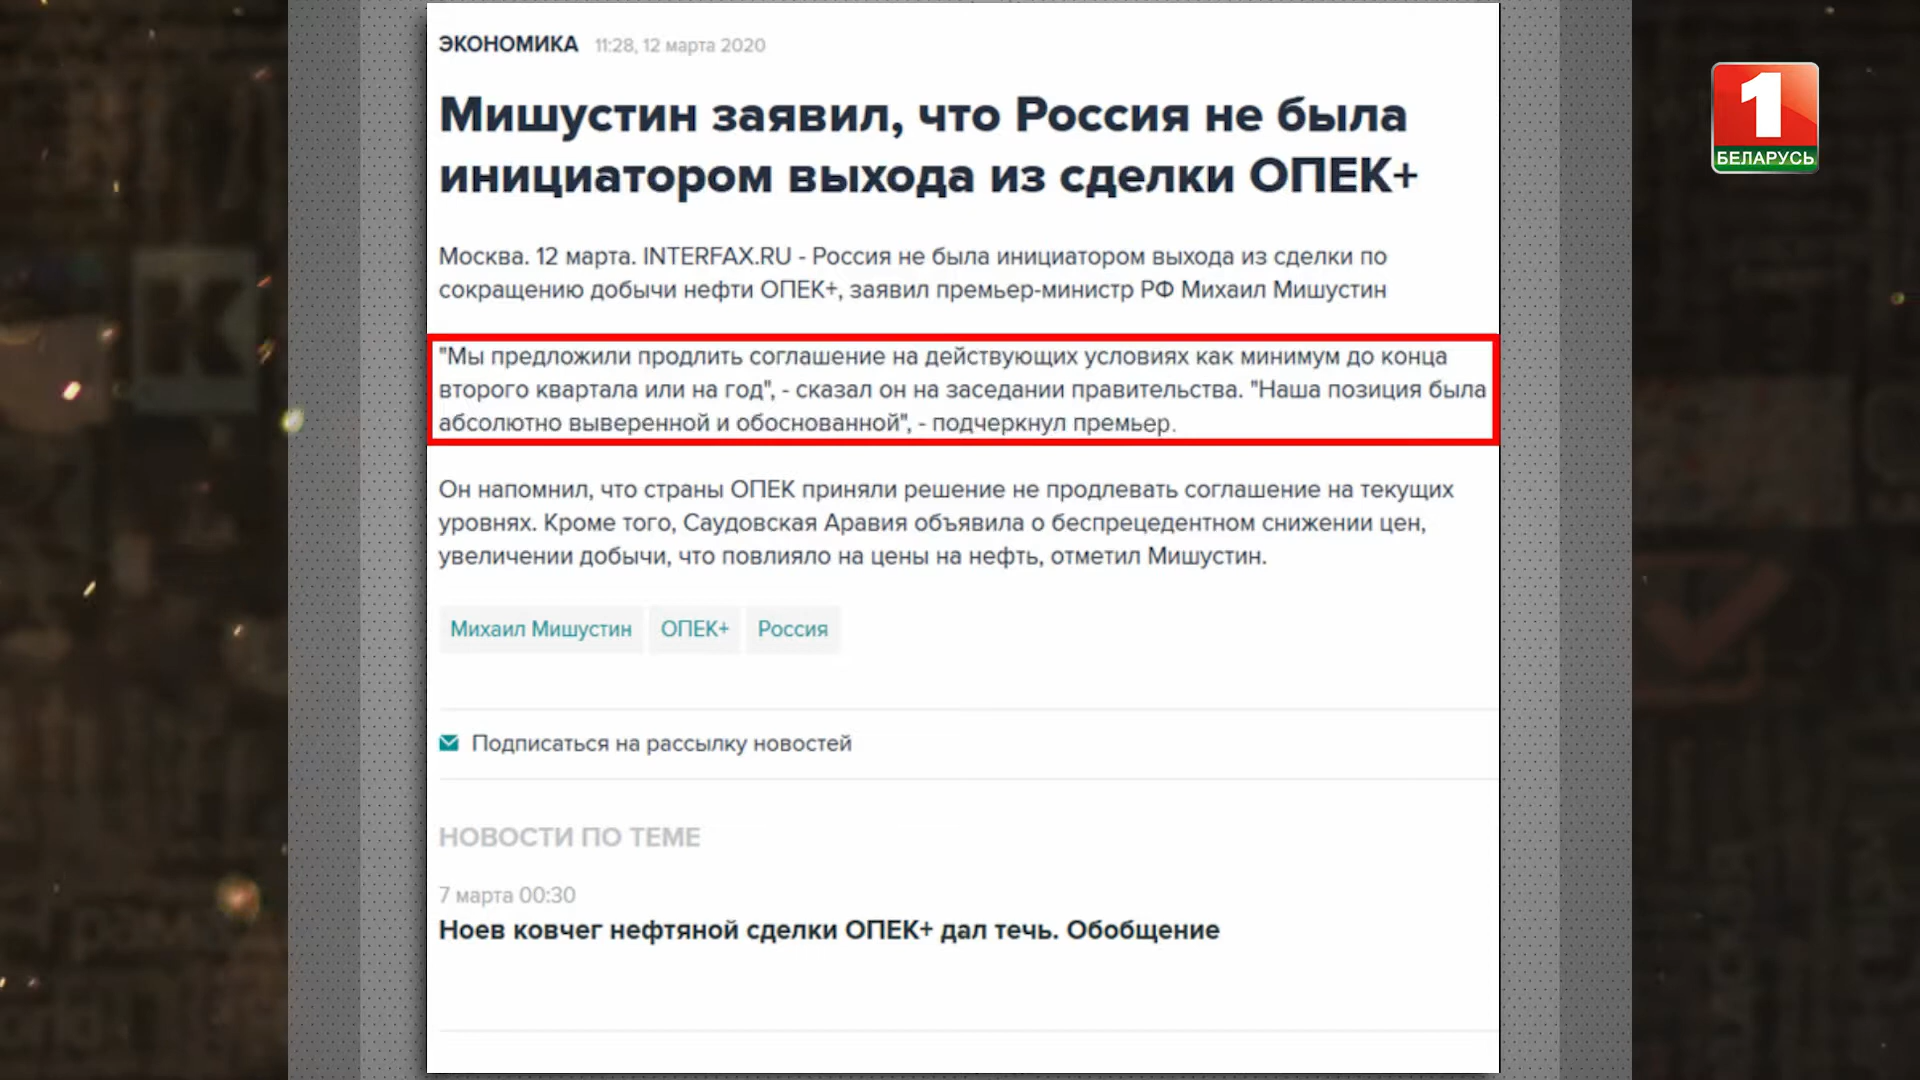 ЭКОНОМИКА 11:28, 12 марта 2020
1
БЕЛАРУСЬ
Мишустин заявил, что Россия не была
инициатором выхода из сделки ОПЕК+
Москва. 12 марта. INTERFAX.RU - Россия не была инициатором выхода из сделки по
сокращению добычи нефти ОПЕК+, заявил премьер-министр РФ Михаил Мишустин
"Мы предложили продлить соглашение на действующих условиях как минимум до конца
второго квартала или на год", - сказал он на заседании правительства. "Наша позиция была
абсолютно выверенной и обоснованной", - подчеркнул премьер.
Он напомнил, что страны ОПЕК приняли решение не продлевать соглашение на текущих
уровнях. Кроме того, Саудовская Аравия объявила о беспрецедентном снижении цен,
увеличении добычи, что повлияло на цены на нефть, отметил Мишустин.
Михаил Мишустин ОПЕК+ Россия
Подписаться на рассылку новостей
НОВОСТИ ПО ТЕМЕ
7 марта 00:30
Ноев ковчег нефтяной сделки ОПЕК+ дал течь. Обобщение